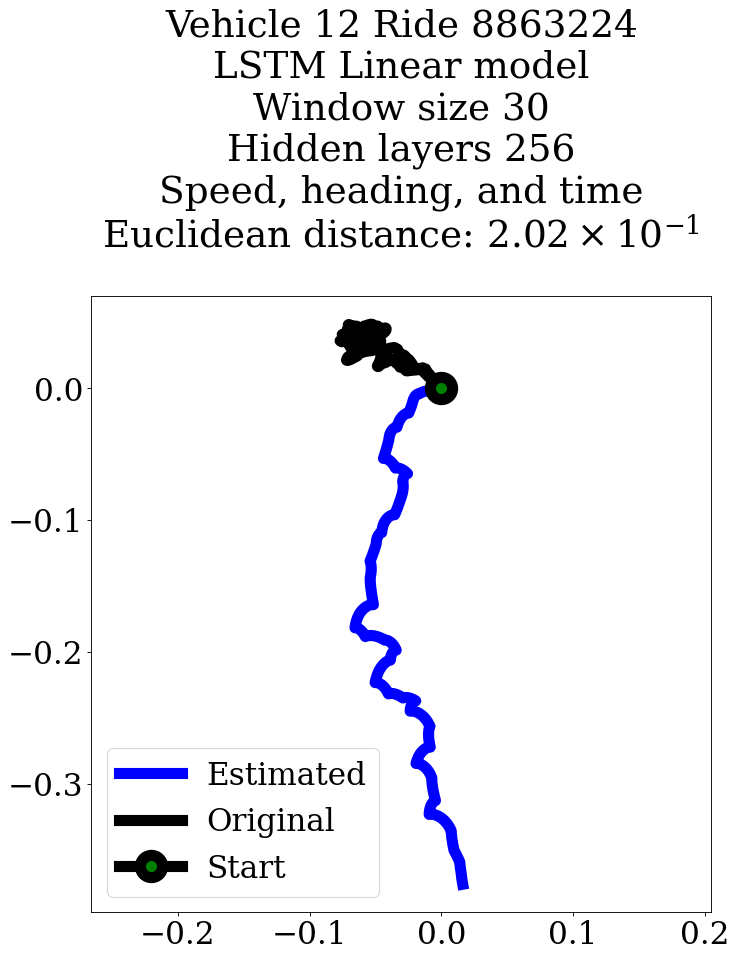 Vehicle 12 Ride 8863224
LSTM Linear model
Window size 30
Hidden layers 256
Speed, heading, and time
Euclidean distance: 2.02 × 10⁻¹
0.0
−0.1
−0.2
−0.3
Estimated
Original
Start
−0.2 −0.1 0.0 0.1 0.2